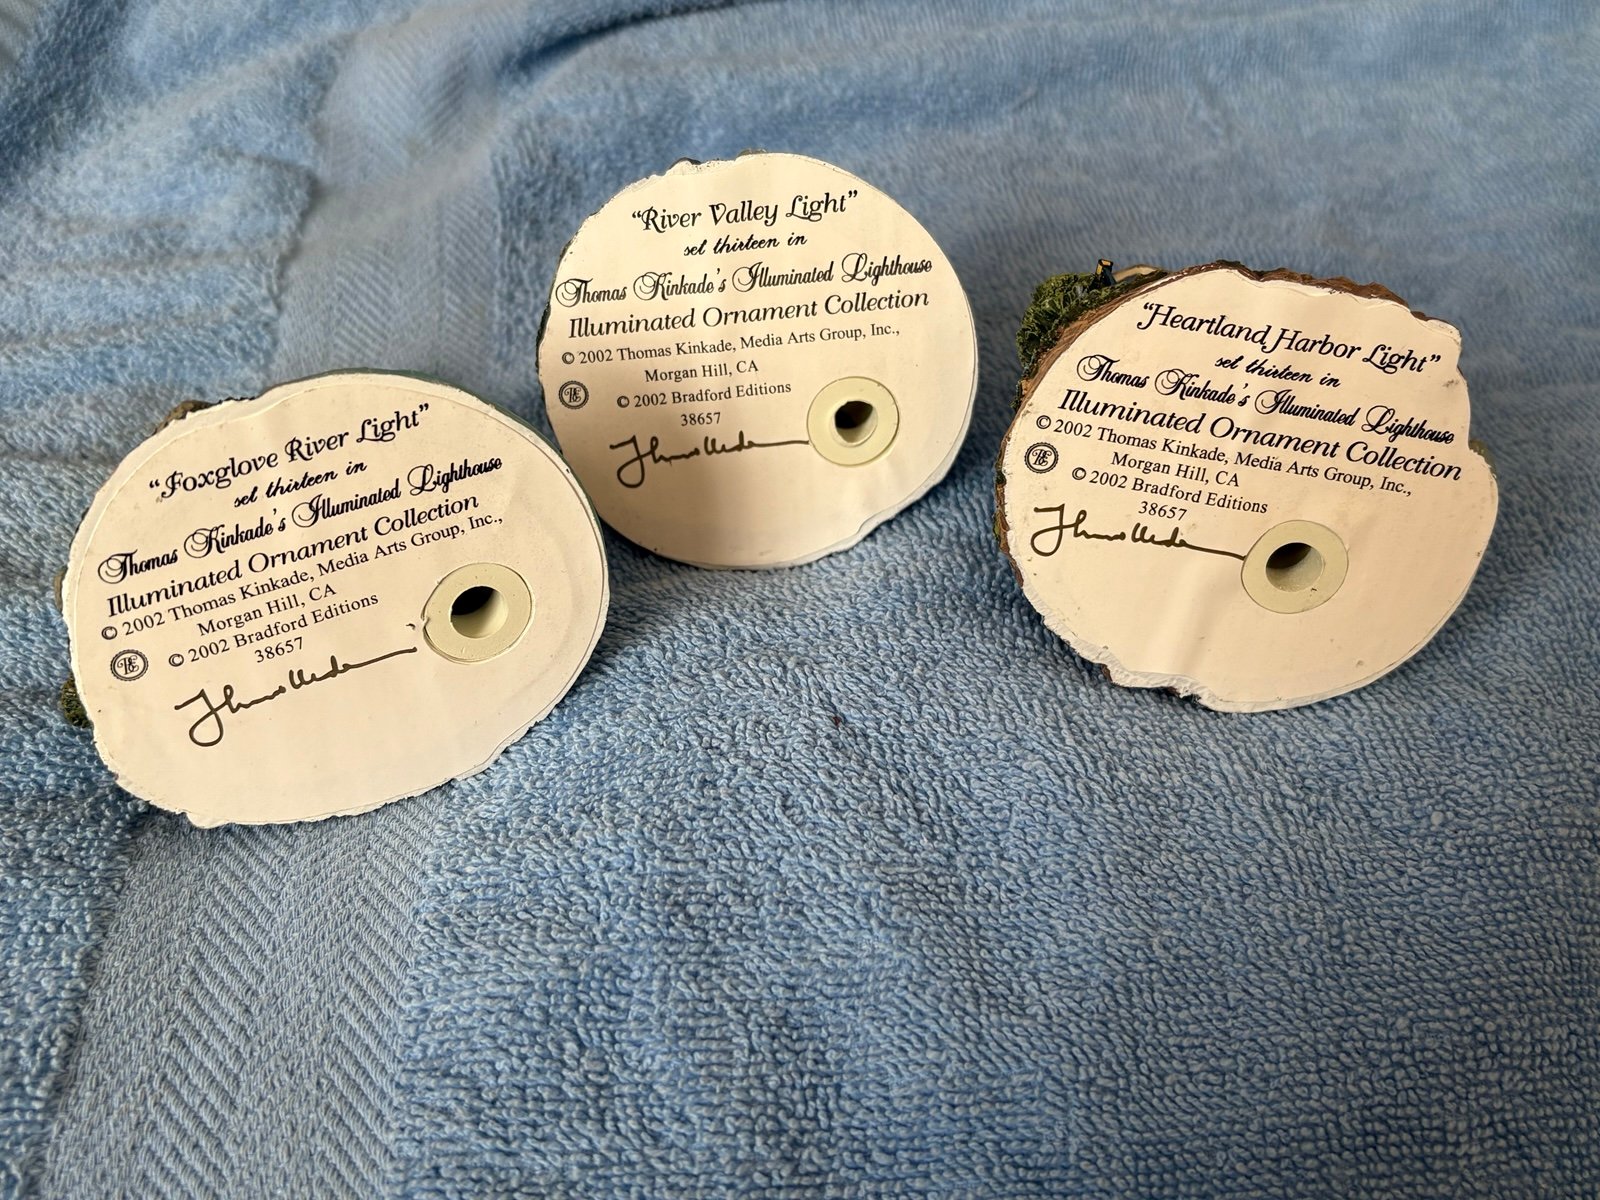 “Foxglove River Light”
set thirteen in
Thomas Kinkade's Illuminated Lighthouse
Illuminated Ornament Collection
© 2002 Thomas Kinkade, Media Arts Group, Inc.,
Morgan Hill, CA
BE © 2002 Bradford Editions
38657
“River Valley Light”
set thirteen in
Thomas Kinkade's Illuminated Lighthouse
Illuminated Ornament Collection
© 2002 Thomas Kinkade, Media Arts Group, Inc.,
Morgan Hill, CA
BE © 2002 Bradford Editions
38657
“Heartland Harbor Light”
set thirteen in
Thomas Kinkade's Illuminated Lighthouse
Illuminated Ornament Collection
© 2002 Thomas Kinkade, Media Arts Group, Inc.,
Morgan Hill, CA
BE © 2002 Bradford Editions
38657